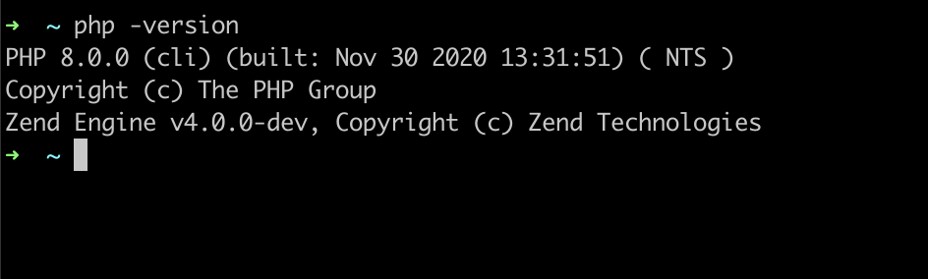 ➜  ~ php -version
PHP 8.0.0 (cli) (built: Nov 30 2020 13:31:51) ( NTS )
Copyright (c) The PHP Group
Zend Engine v4.0.0-dev, Copyright (c) Zend Technologies
➜  ~